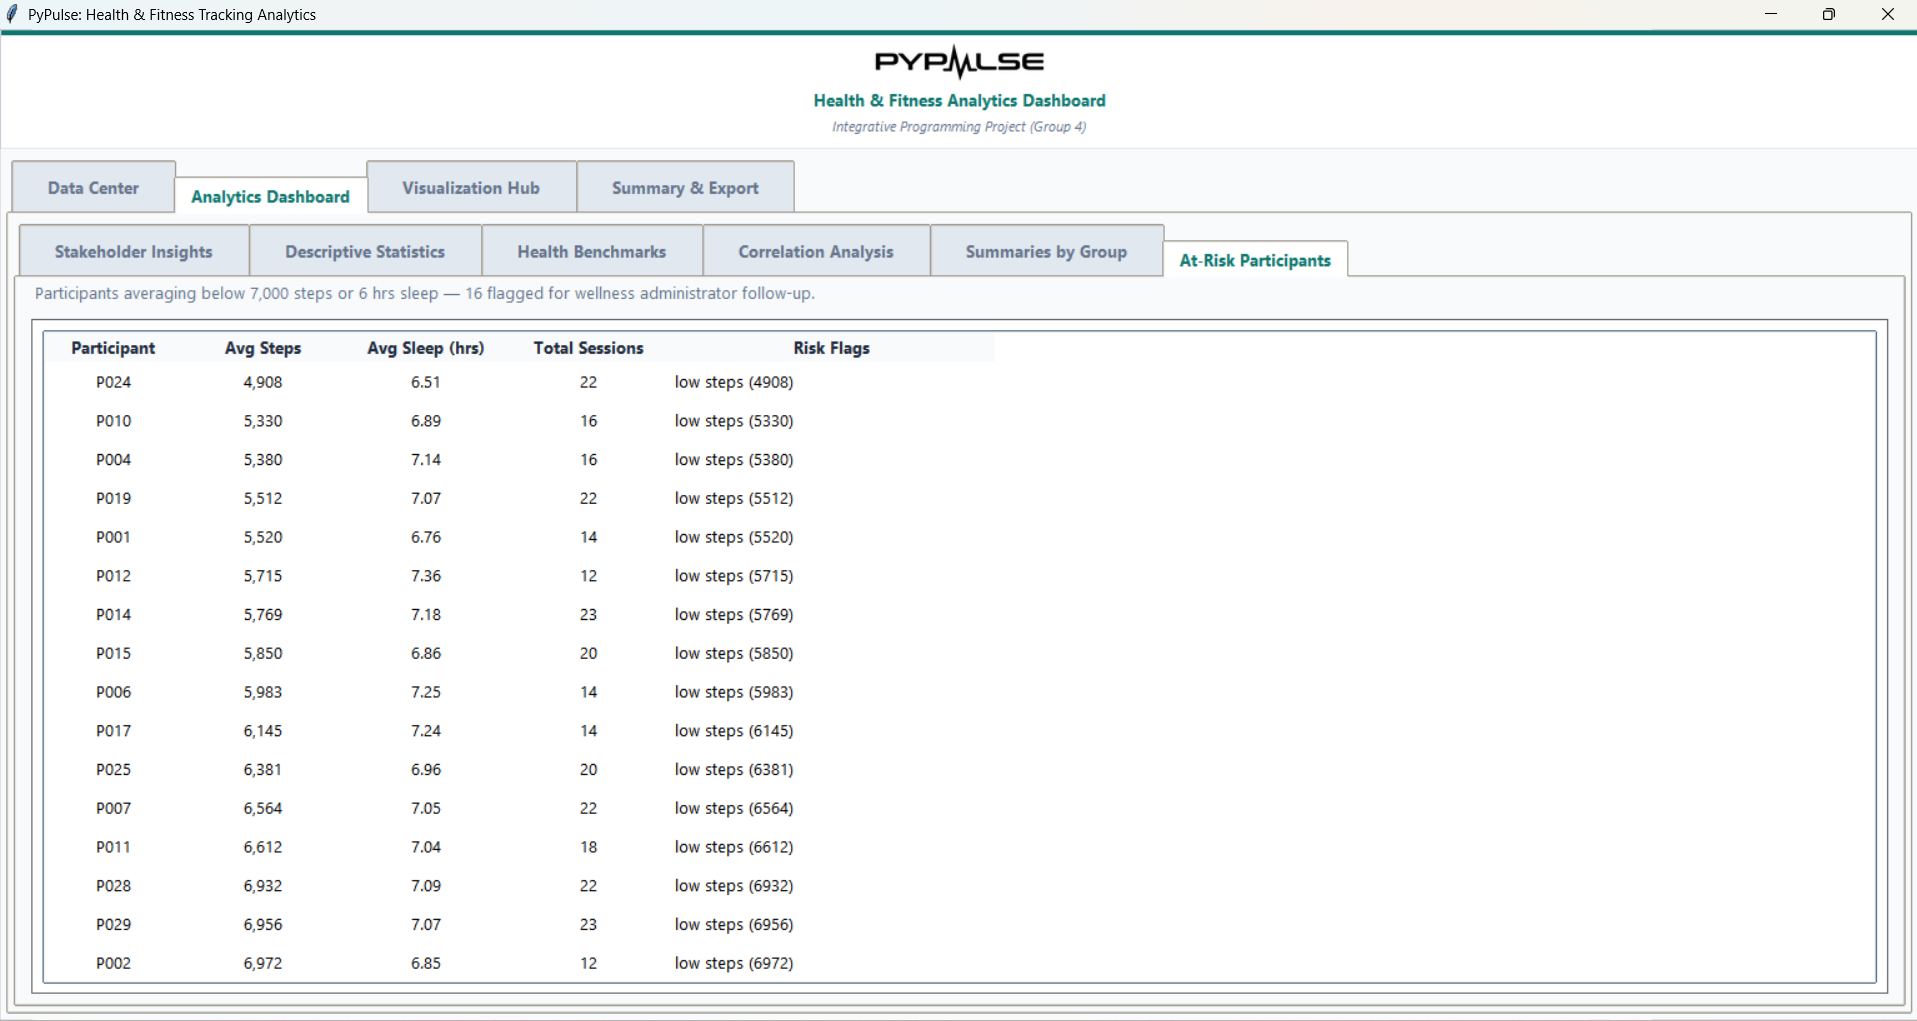 PyPulse: Health & Fitness Tracking Analytics
PYPULSE
Health & Fitness Analytics Dashboard
Integrative Programming Project (Group 4)
Data Center Analytics Dashboard Visualization Hub Summary & Export
Stakeholder Insights Descriptive Statistics Health Benchmarks Correlation Analysis Summaries by Group At-Risk Participants
Participants averaging below 7,000 steps or 6 hrs sleep — 16 flagged for wellness administrator follow-up.
Participant Avg Steps Avg Sleep (hrs) Total Sessions Risk Flags
P024 4,908 6.51 22 low steps (4908)
P010 5,330 6.89 16 low steps (5330)
P004 5,380 7.14 16 low steps (5380)
P019 5,512 7.07 22 low steps (5512)
P001 5,520 6.76 14 low steps (5520)
P012 5,715 7.36 12 low steps (5715)
P014 5,769 7.18 23 low steps (5769)
P015 5,850 6.86 20 low steps (5850)
P006 5,983 7.25 14 low steps (5983)
P017 6,145 7.24 14 low steps (6145)
P025 6,381 6.96 20 low steps (6381)
P007 6,564 7.05 22 low steps (6564)
P011 6,612 7.04 18 low steps (6612)
P028 6,932 7.09 22 low steps (6932)
P029 6,956 7.07 23 low steps (6956)
P002 6,972 6.85 12 low steps (6972)